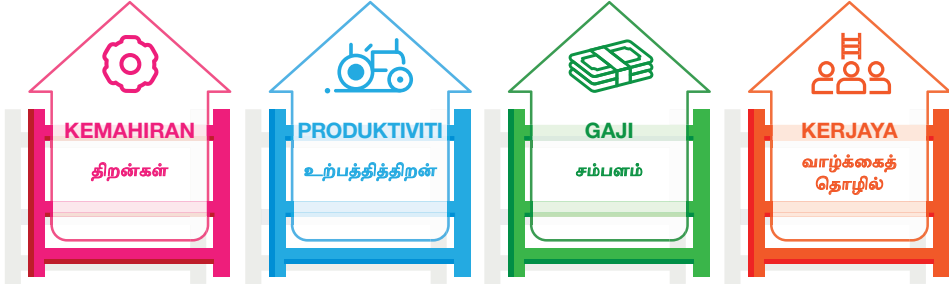 KEMAHIRAN
திறன்கள்
PRODUKTIVITI
உற்பத்தித்திறன்
GAJI
சம்பளம்
KERJAYA
வாழ்க்கைத்
தொழில்